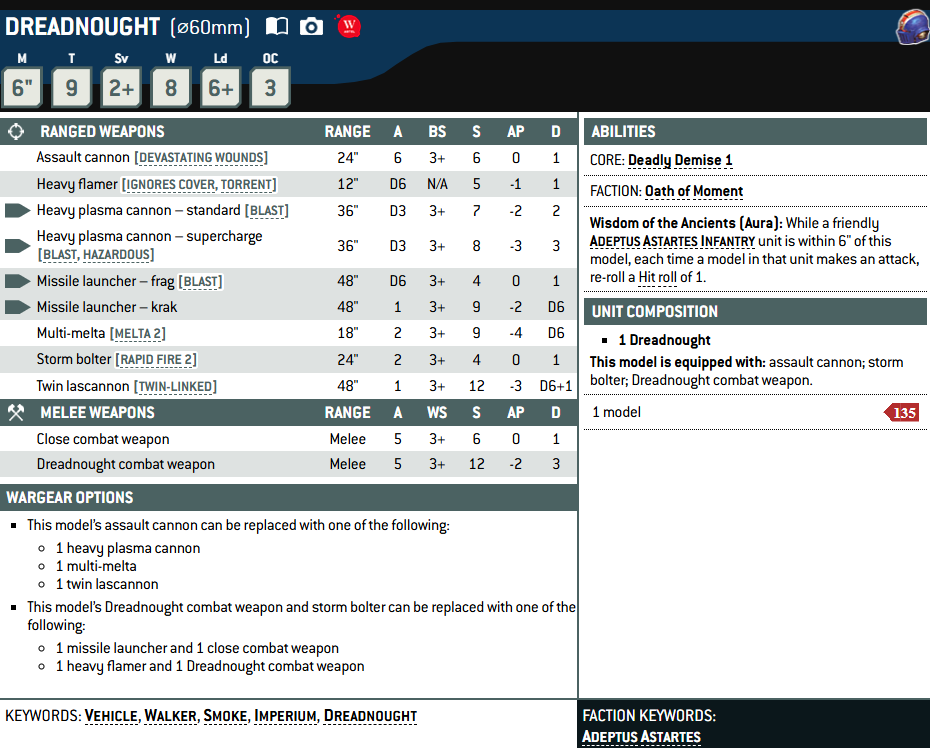 DREADNOUGHT (⌀60mm)
M T Sv W Ld OC
6" 9 2+ 8 6+ 3
RANGED WEAPONS RANGE A BS S AP D
Assault cannon [DEVASTATING WOUNDS] 24" 6 3+ 6 0 1
Heavy flamer [IGNORES COVER, TORRENT] 12" D6 N/A 5 -1 1
Heavy plasma cannon – standard [BLAST] 36" D3 3+ 7 -2 2
Heavy plasma cannon – supercharge
[BLAST, HAZARDOUS] 36" D3 3+ 8 -3 3
Missile launcher – frag [BLAST] 48" D6 3+ 4 0 1
Missile launcher – krak 48" 1 3+ 9 -2 D6
Multi-melta [MELTA 2] 18" 2 3+ 9 -4 D6
Storm bolter [RAPID FIRE 2] 24" 2 3+ 4 0 1
Twin lascannon [TWIN-LINKED] 48" 1 3+ 12 -3 D6+1
MELEE WEAPONS RANGE A WS S AP D
Close combat weapon Melee 5 3+ 6 0 1
Dreadnought combat weapon Melee 5 3+ 12 -2 3
WARGEAR OPTIONS
▪ This model's assault cannon can be replaced with one of the following:
○ 1 heavy plasma cannon
○ 1 multi-melta
○ 1 twin lascannon
▪ This model's Dreadnought combat weapon and storm bolter can be replaced with one of the
following:
○ 1 missile launcher and 1 close combat weapon
○ 1 heavy flamer and 1 Dreadnought combat weapon
ABILITIES
CORE: Deadly Demise 1
FACTION: Oath of Moment
Wisdom of the Ancients (Aura): While a friendly
ADEPTUS ASTARTES INFANTRY unit is within 6" of this
model, each time a model in that unit makes an attack,
re-roll a Hit roll of 1.
UNIT COMPOSITION
▪ 1 Dreadnought
This model is equipped with: assault cannon; storm
bolter; Dreadnought combat weapon.
1 model 135
KEYWORDS: VEHICLE, WALKER, SMOKE, IMPERIUM, DREADNOUGHT
FACTION KEYWORDS:
ADEPTUS ASTARTES